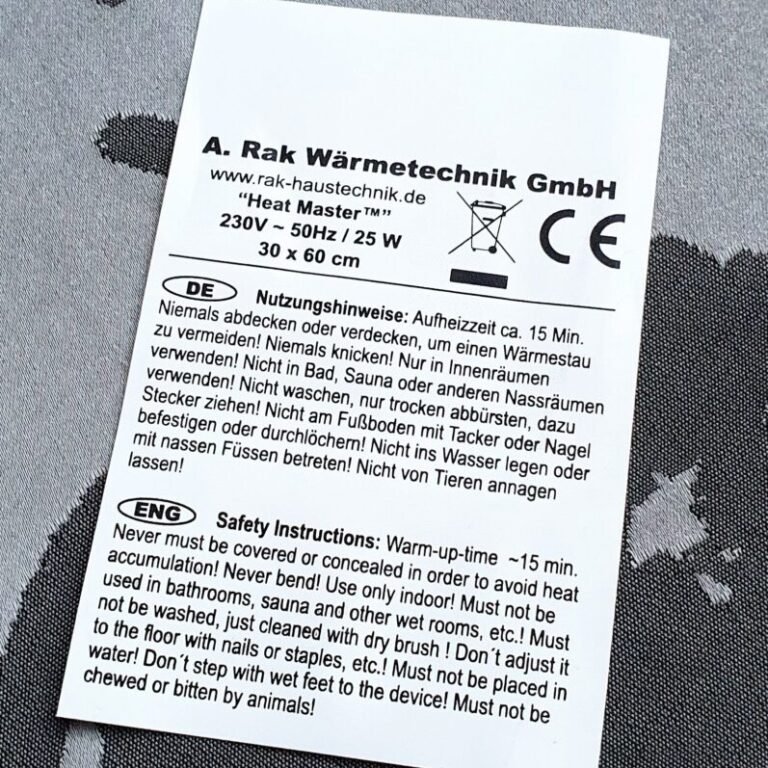 A. Rak Wärmetechnik GmbH
www.rak-haustechnik.de
“Heat Master™”
230V ~ 50Hz / 25 W
30 x 60 cm
CE
DE Nutzungshinweise: Aufheizzeit ca. 15 Min.
Niemals abdecken oder verdecken, um einen Wärmestau
zu vermeiden! Niemals knicken! Nur in Innenräumen
verwenden! Nicht in Bad, Sauna oder anderen Nassräumen
verwenden! Nicht waschen, nur trocken abbürsten, dazu
Stecker ziehen! Nicht am Fußboden mit Tacker oder Nagel
befestigen oder durchlöchern! Nicht ins Wasser legen oder
mit nassen Füssen betreten! Nicht von Tieren annagen
lassen!
ENG Safety Instructions: Warm-up-time ~15 min.
Never must be covered or concealed in order to avoid heat
accumulation! Never bend! Use only indoor! Must not be
used in bathrooms, sauna and other wet rooms, etc.! Must
not be washed, just cleaned with dry brush ! Don´t adjust it
to the floor with nails or staples, etc.! Must not be placed in
water! Don´t step with wet feet to the device! Must not be
chewed or bitten by animals!